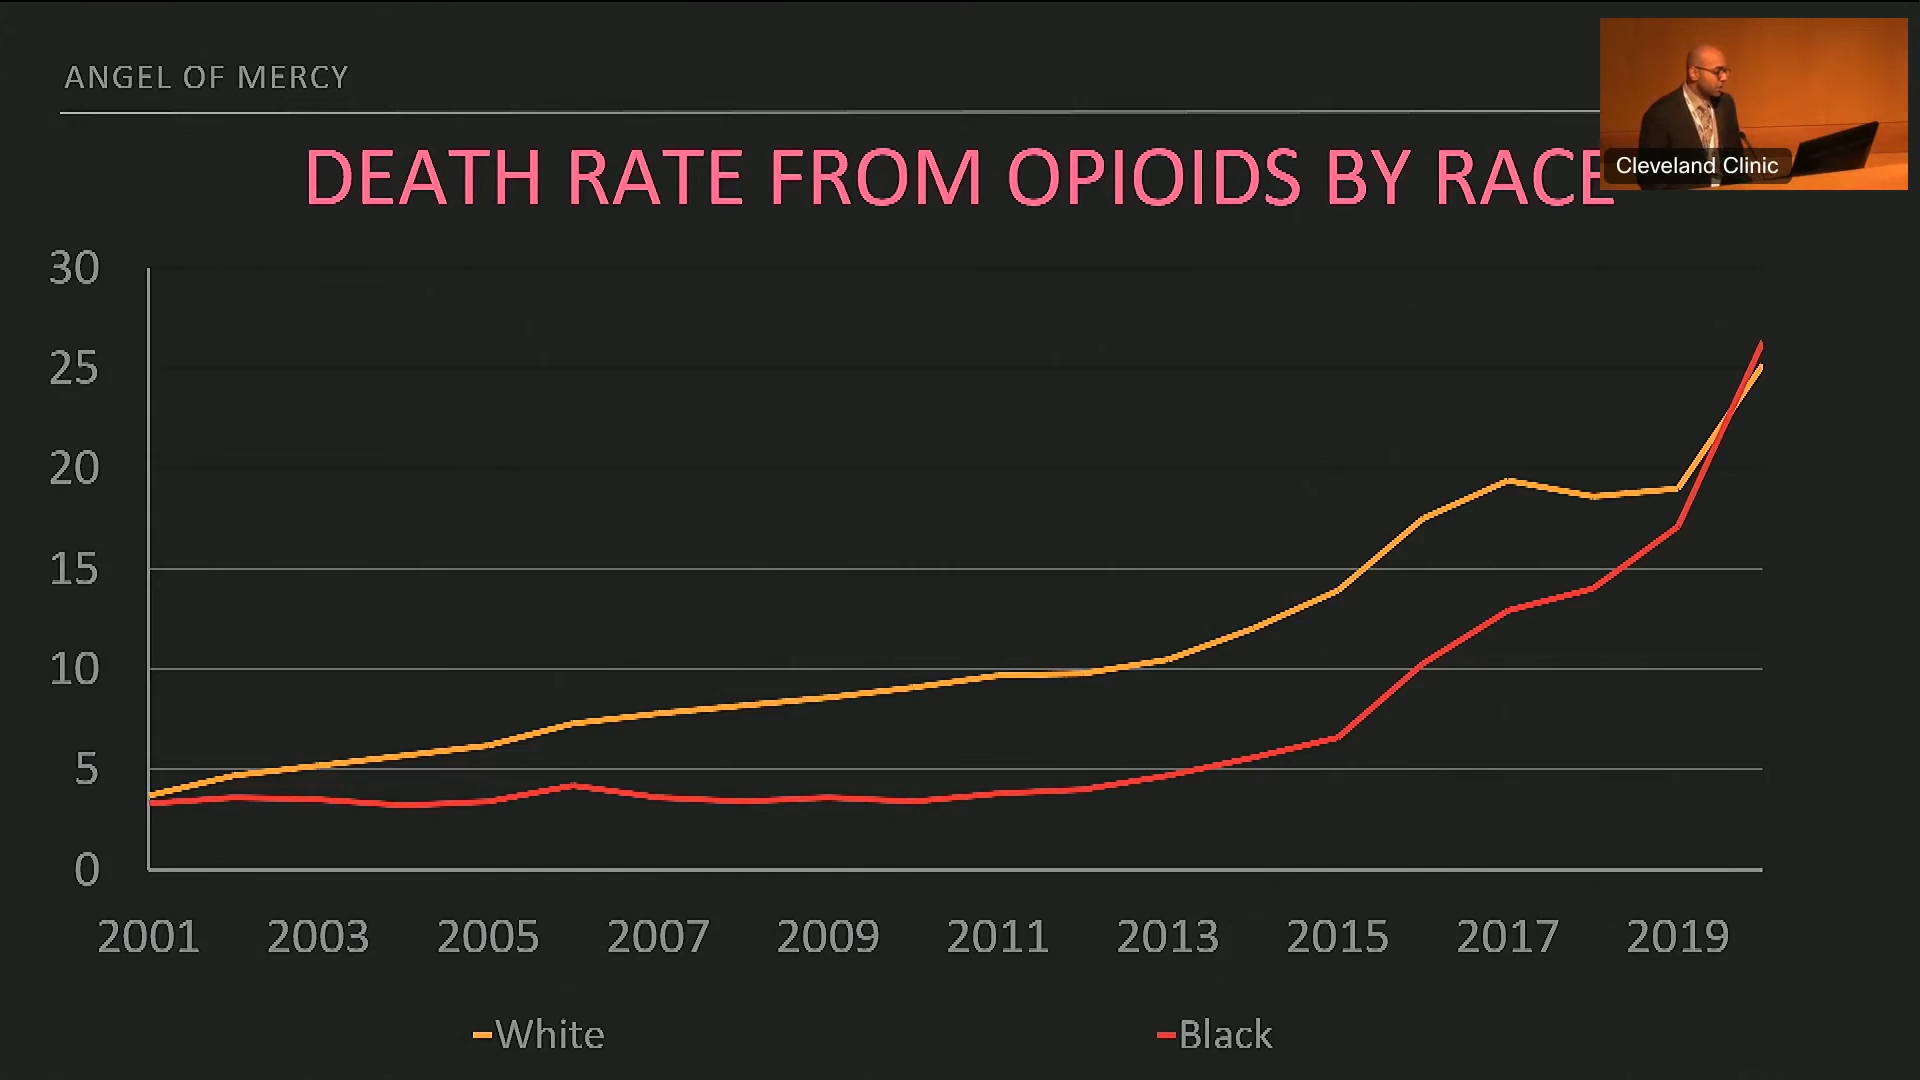 ANGEL OF MERCY
Cleveland Clinic
DEATH RATE FROM OPIOIDS BY RACE
30
25
20
15
10
5
0
2001 2003 2005 2007 2009 2011 2013 2015 2017 2019
White Black